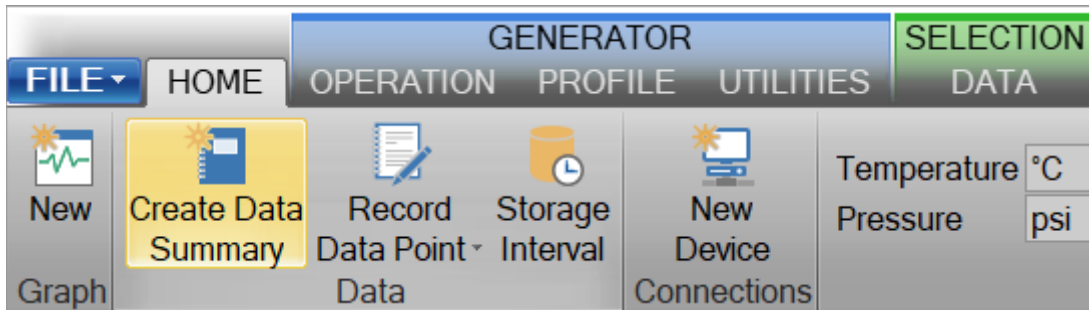 GENERATOR
SELECTION
FILE
HOME
OPERATION
PROFILE
UTILITIES
DATA
New
Graph
Create Data
Summary
Record
Data Point
Storage
Interval
Data
New
Device
Connections
Temperature °C
Pressure psi